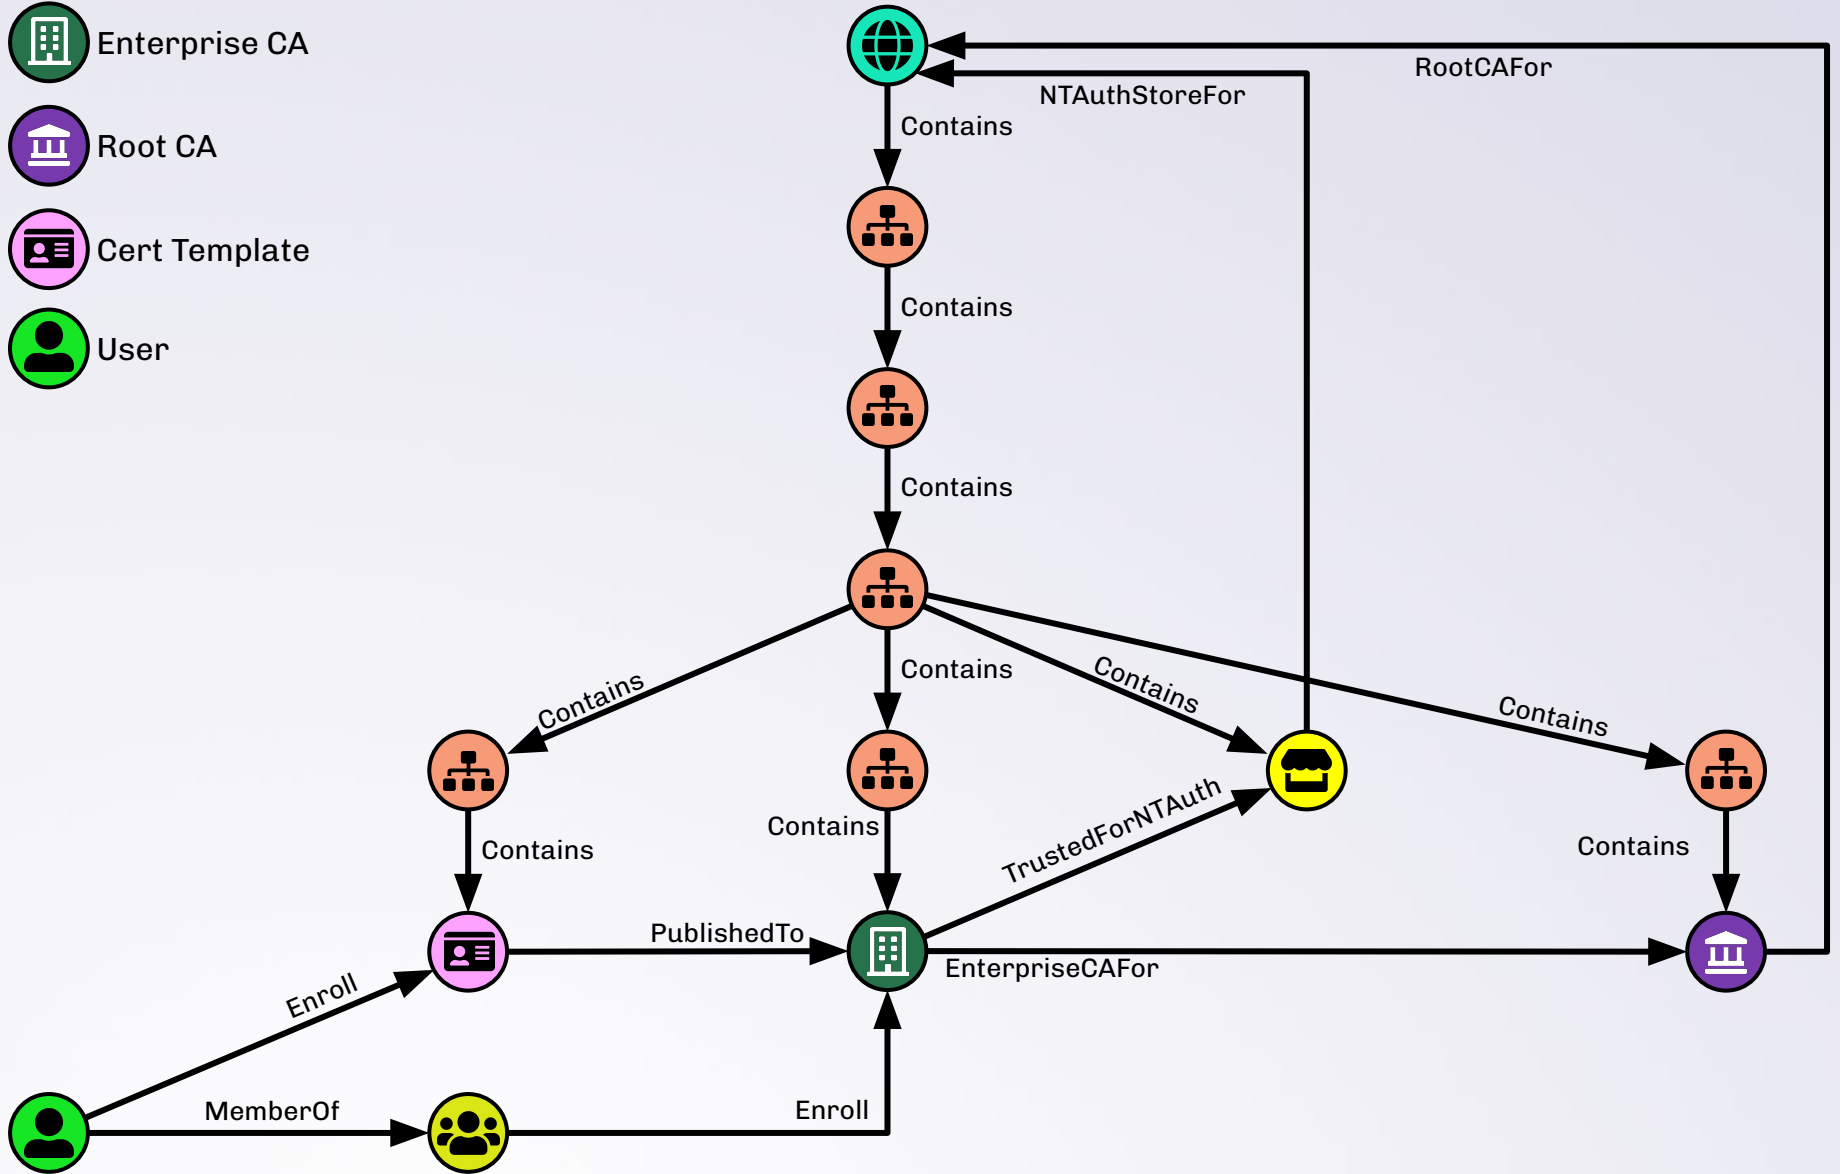 Enterprise CA
Root CA
Cert Template
User
RootCAFor
NTAuthStoreFor
Contains
Contains
Contains
Contains
Contains
Contains
Contains
Contains
Contains
Contains
TrustedForNTAuth
PublishedTo
EnterpriseCAFor
Enroll
MemberOf
Enroll